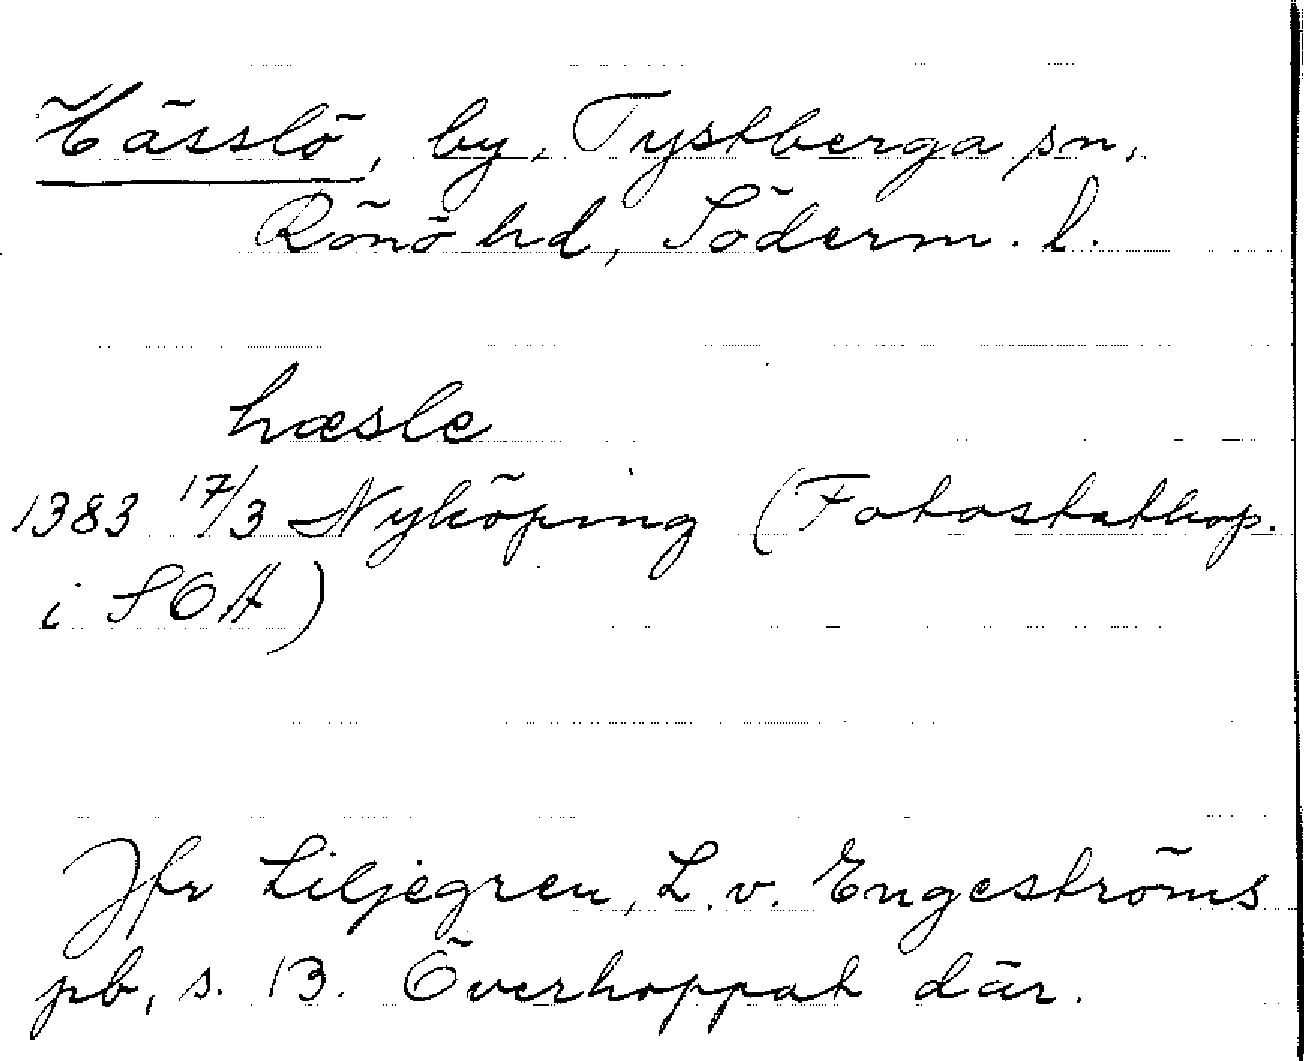 Hässlö, by, Tystberga sn,
Rönö hd, Söderm. l.
hæsle
1383 17/3 Nyköping (Fotostatkop.
i SOA)
Jfr Liljegren, L. v. Engeströms
pb, s. 13. Överhoppat där.